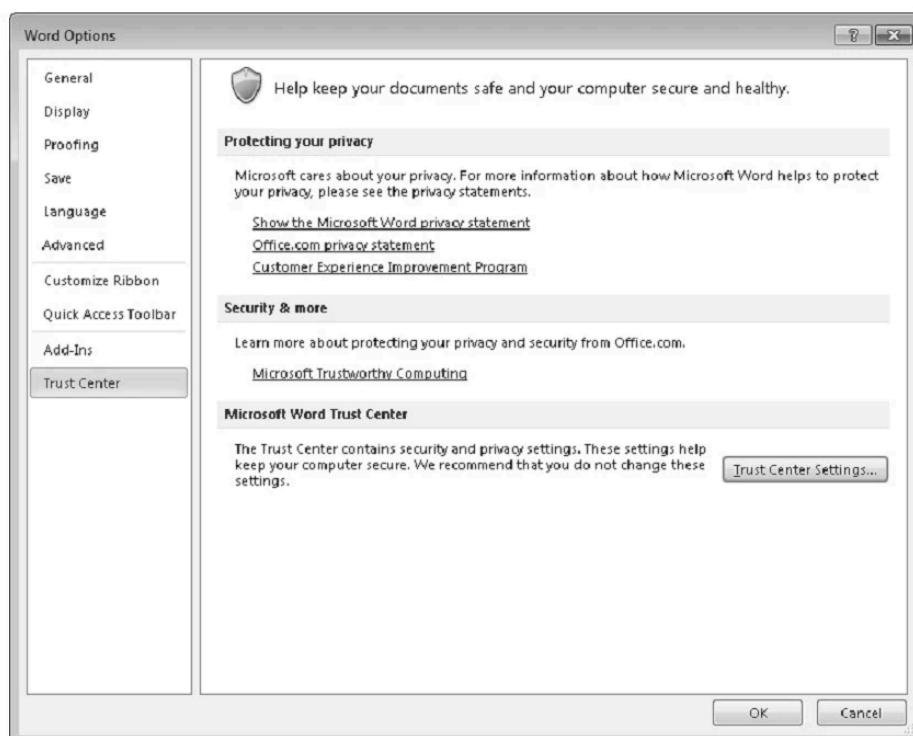 Word Options
General
Display
Proofing
Save
Language
Advanced
Customize Ribbon
Quick Access Toolbar
Add-Ins
Trust Center
Help keep your documents safe and your computer secure and healthy.
Protecting your privacy
Microsoft cares about your privacy. For more information about how Microsoft Word helps to protect
your privacy, please see the privacy statements.
Show the Microsoft Word privacy statement
Office.com privacy statement
Customer Experience Improvement Program
Security & more
Learn more about protecting your privacy and security from Office.com.
Microsoft Trustworthy Computing
Microsoft Word Trust Center
The Trust Center contains security and privacy settings. These settings help
keep your computer secure. We recommend that you do not change these
settings.
Trust Center Settings...
OK
Cancel